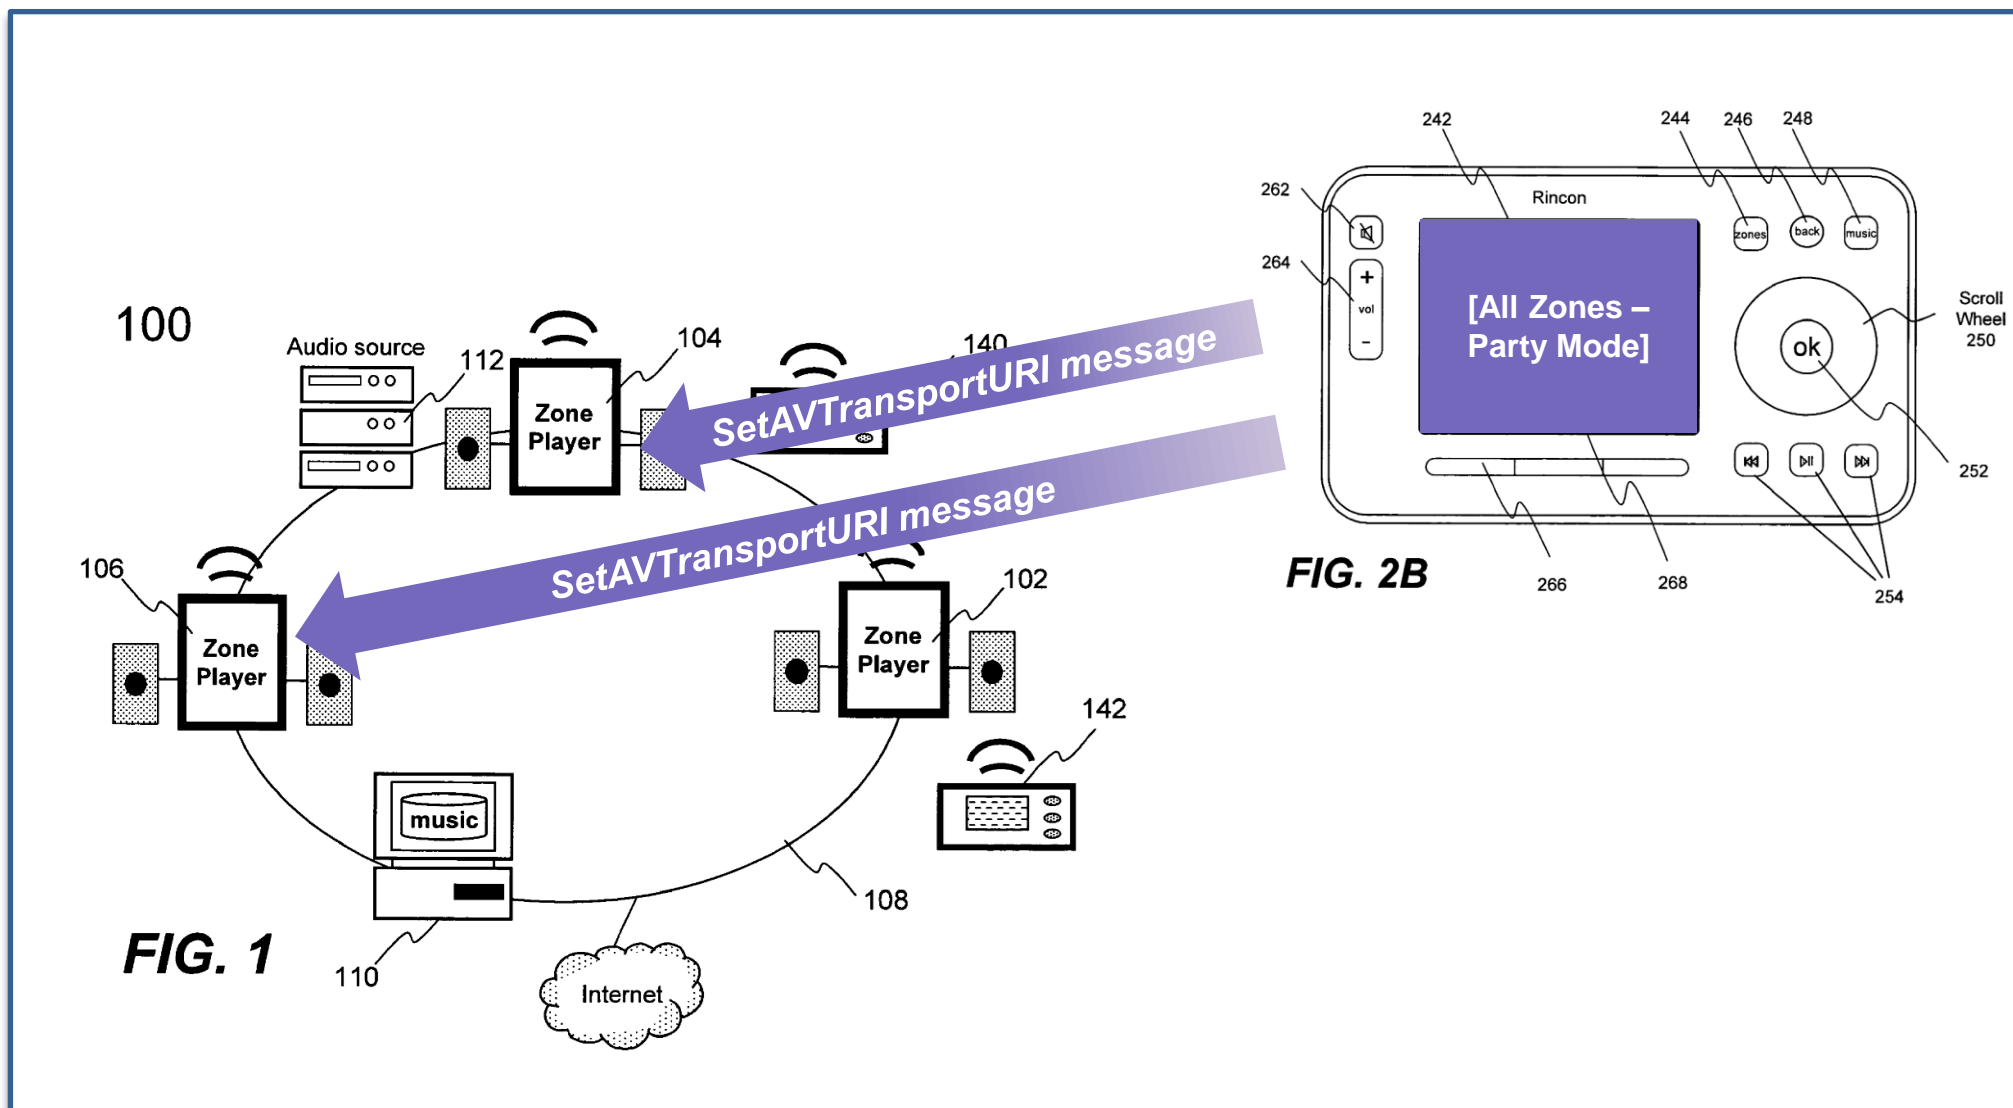 100
Audio source
112
104
140
Zone
Player
SetAVTransportURI message
SetAVTransportURI message
106
Zone
Player
102
Zone
Player
142
music
108
110
Internet
FIG. 1
242
244
246
248
262
Rincon
zones
back
music
264
+
vol
-
[All Zones –
Party Mode]
ok
Scroll
Wheel
250
252
266
268
254
FIG. 2B